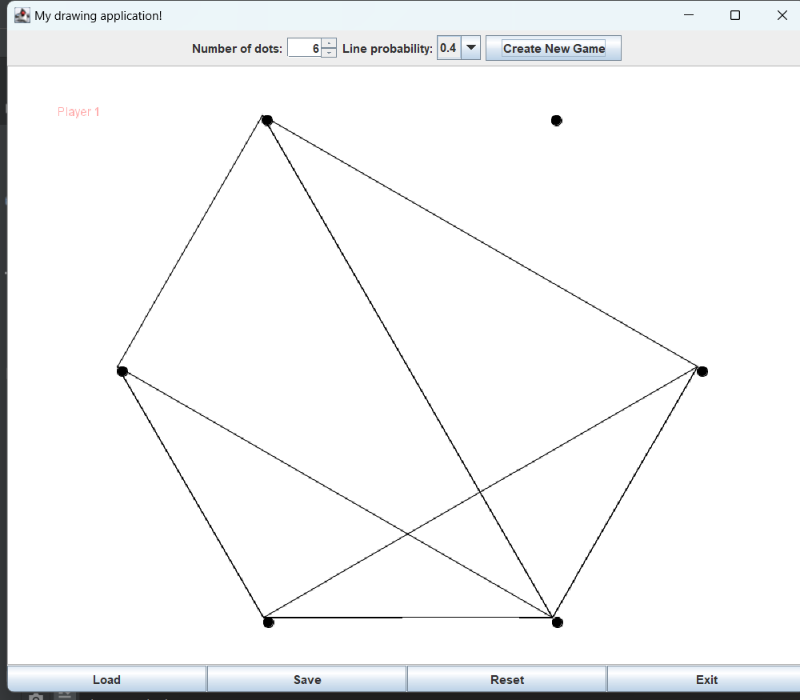 My drawing application!
Number of dots: 6 Line probability: 0.4 Create New Game
Player 1
Load Save Reset Exit